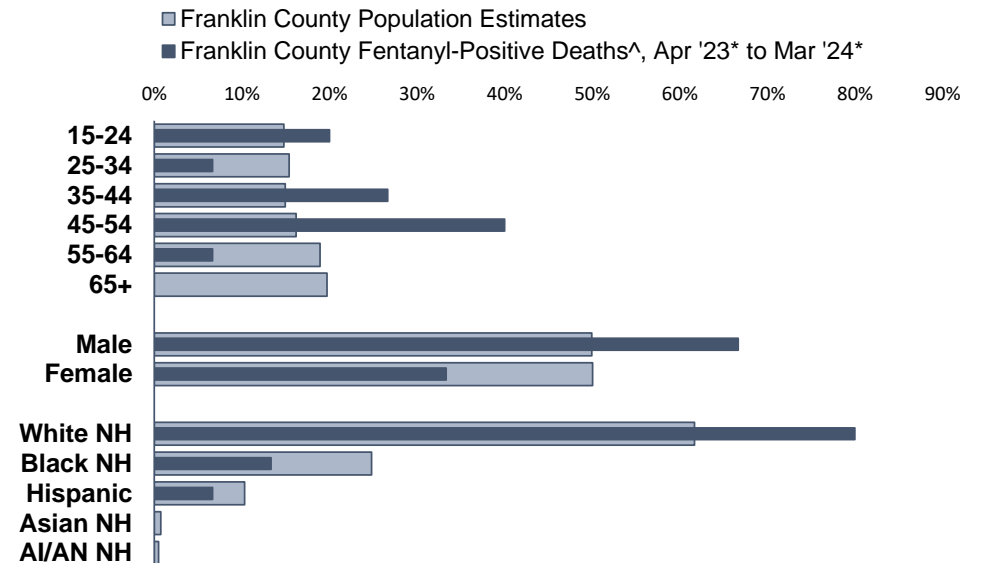 Franklin County Population Estimates
Franklin County Fentanyl-Positive Deaths^, Apr '23* to Mar '24*
0% 10% 20% 30% 40% 50% 60% 70% 80% 90%
15-24
25-34
35-44
45-54
55-64
65+
Male
Female
White NH
Black NH
Hispanic
Asian NH
AI/AN NH